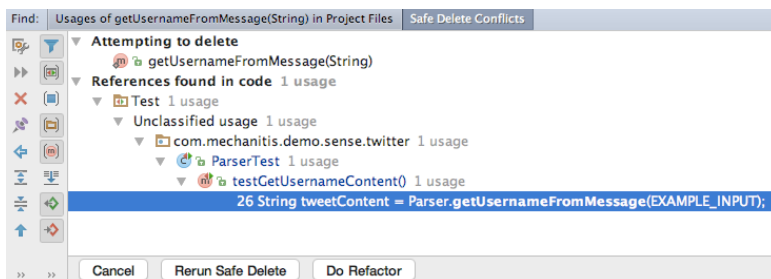 Find: Usages of getUsernameFromMessage(String) in Project Files Safe Delete Conflicts
Attempting to delete
getUsernameFromMessage(String)
References found in code 1 usage
Test 1 usage
Unclassified usage 1 usage
com.mechanitis.demo.sense.twitter 1 usage
ParserTest 1 usage
testGetUsernameContent() 1 usage
26 String tweetContent = Parser.getUsernameFromMessage(EXAMPLE_INPUT);
Cancel Rerun Safe Delete Do Refactor